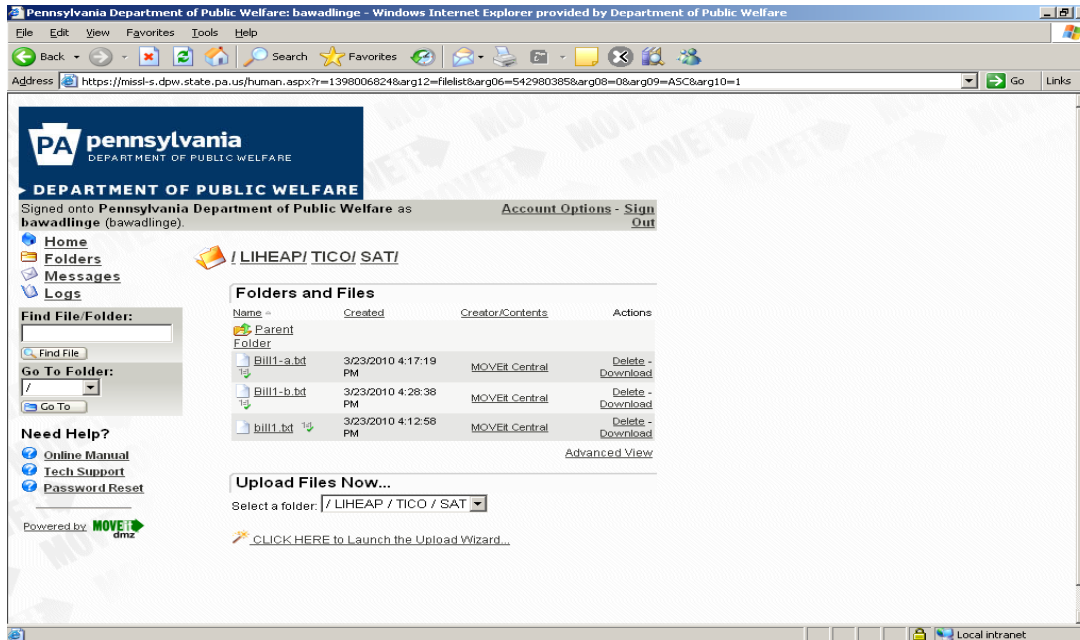 Pennsylvania Department of Public Welfare: bawadlinge - Windows Internet Explorer provided by Department of Public Welfare
File Edit View Favorites Tools Help
Back Search Favorites
Address https://missl-s.dpw.state.pa.us/human.aspx?r=1398006824&arg12=filelist&arg06=542980385&arg08=0&arg09=ASC&arg10=1 Go Links
PA pennsylvania
DEPARTMENT OF PUBLIC WELFARE
DEPARTMENT OF PUBLIC WELFARE
Signed onto Pennsylvania Department of Public Welfare as
bawadlinge (bawadlinge).
Account Options - Sign
Out
Home
Folders
Messages
Logs
Find File/Folder:
Find File
Go To Folder:
/
Go To
Need Help?
Online Manual
Tech Support
Password Reset
Powered by MOVEit
dmz
/ LIHEAP/ TICO/ SAT/
Folders and Files
Name Created Creator/Contents Actions
Parent
Folder
Bill1-a.txt 3/23/2010 4:17:19 PM MOVEit Central Delete - Download
Bill1-b.txt 3/23/2010 4:28:38 PM MOVEit Central Delete - Download
bill1.txt 3/23/2010 4:12:58 PM MOVEit Central Delete - Download
Advanced View
Upload Files Now...
Select a folder: / LIHEAP / TICO / SAT
CLICK HERE to Launch the Upload Wizard...
Local intranet